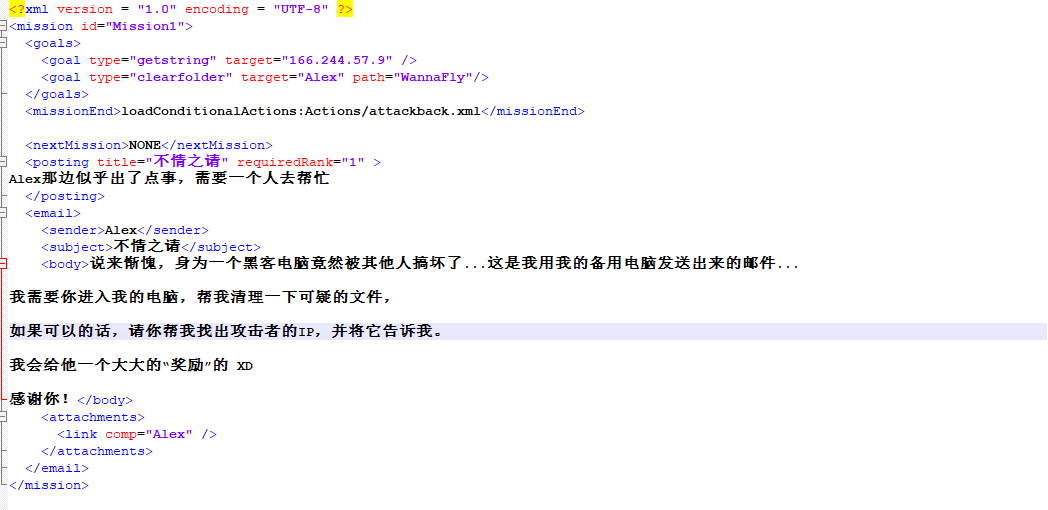 <?xml version = "1.0" encoding = "UTF-8" ?>
<mission id="Mission1">
<goals>
<goal type="getstring" target="166.244.57.9" />
<goal type="clearfolder" target="Alex" path="WannaFly"/>
</goals>
<missionEnd>loadConditionalActions:Actions/attackback.xml</missionEnd>
<nextMission>NONE</nextMission>
<posting title="不情之请" requiredRank="1" >
Alex那边似乎出了点事，需要一个人去帮忙
</posting>
<email>
<sender>Alex</sender>
<subject>不情之请</subject>
<body>说来惭愧，身为一个黑客电脑竟然被其他人搞坏了...这是我用我的备用电脑发送出来的邮件...
我需要你进入我的电脑，帮我清理一下可疑的文件，
如果可以的话，请你帮我找出攻击者的IP，并将它告诉我。
我会给他一个大大的“奖励”的 XD
感谢你！</body>
<attachments>
<link comp="Alex" />
</attachments>
</email>
</mission>